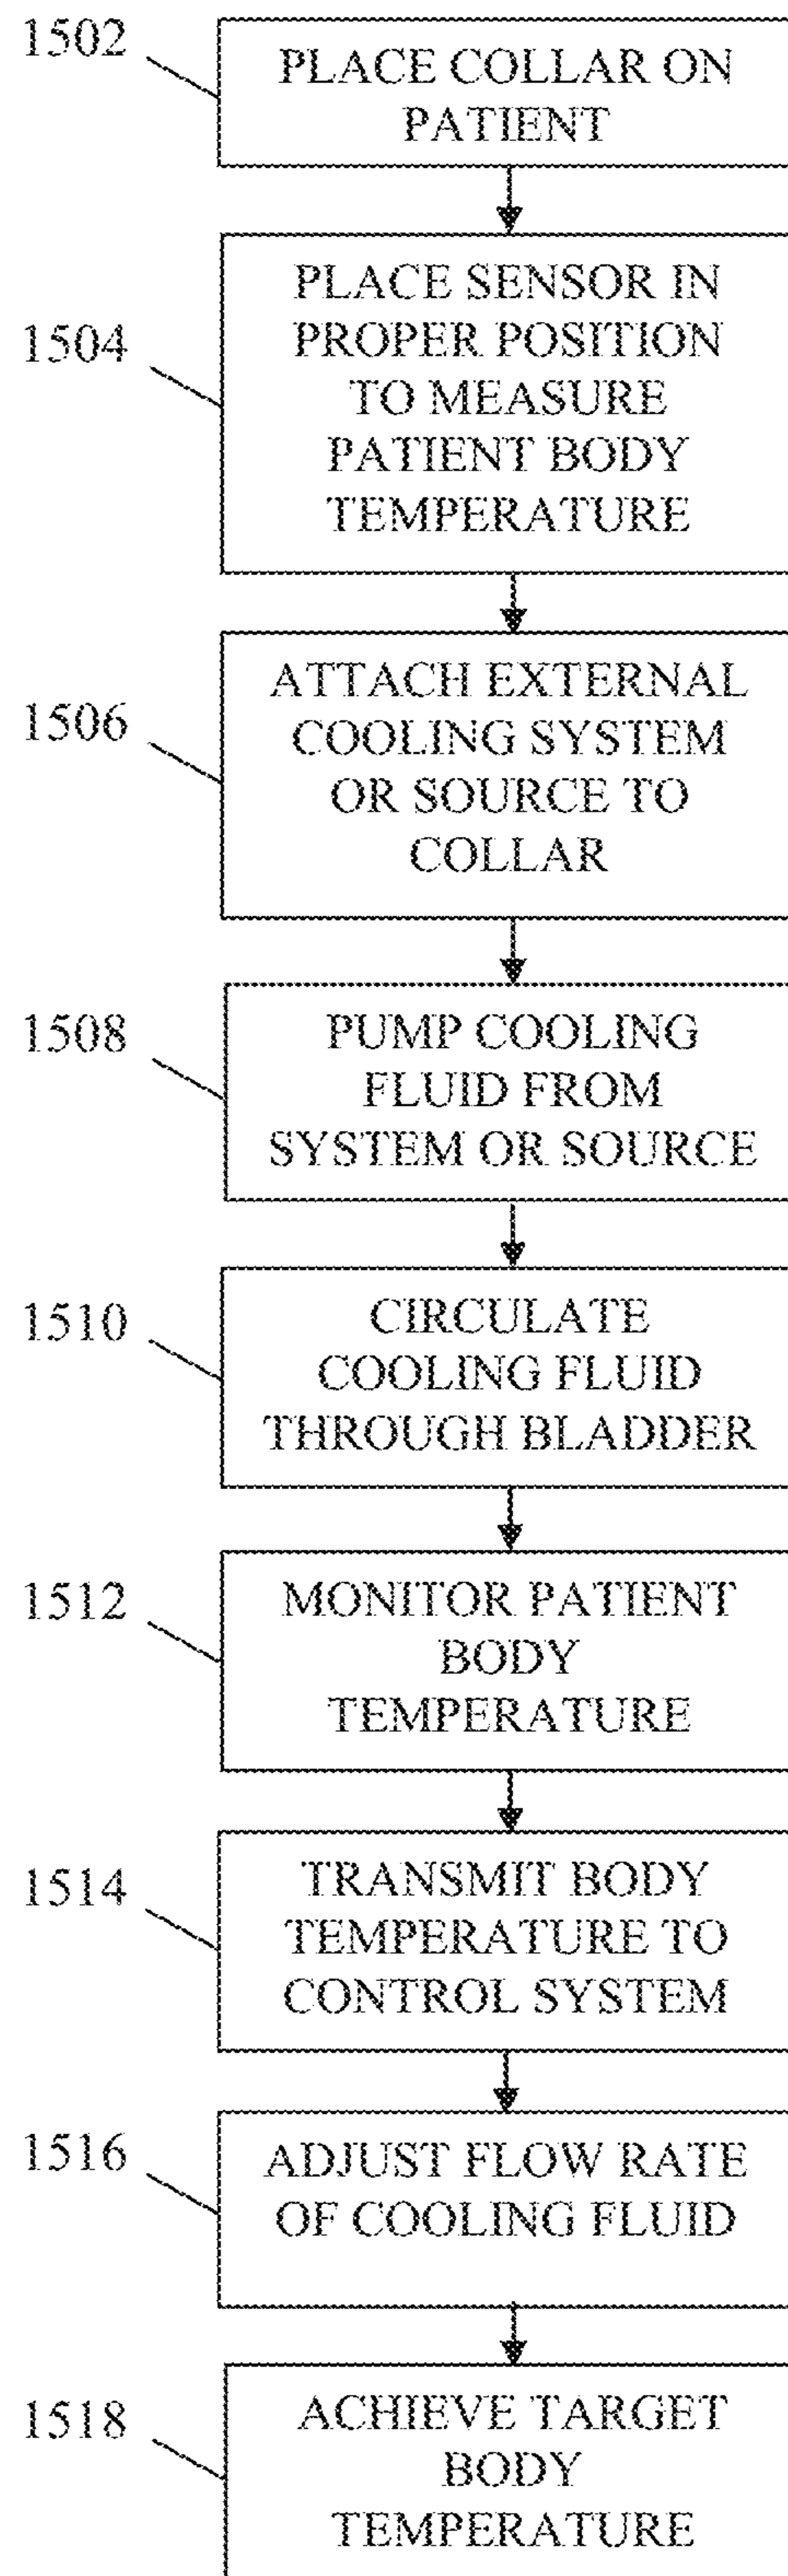 1502
PLACE COLLAR ON
PATIENT
1504
PLACE SENSOR IN
PROPER POSITION
TO MEASURE
PATIENT BODY
TEMPERATURE
1506
ATTACH EXTERNAL
COOLING SYSTEM
OR SOURCE TO
COLLAR
1508
PUMP COOLING
FLUID FROM
SYSTEM OR SOURCE
1510
CIRCULATE
COOLING FLUID
THROUGH BLADDER
1512
MONITOR PATIENT
BODY
TEMPERATURE
1514
TRANSMIT BODY
TEMPERATURE TO
CONTROL SYSTEM
1516
ADJUST FLOW RATE
OF COOLING FLUID
1518
ACHIEVE TARGET
BODY
TEMPERATURE